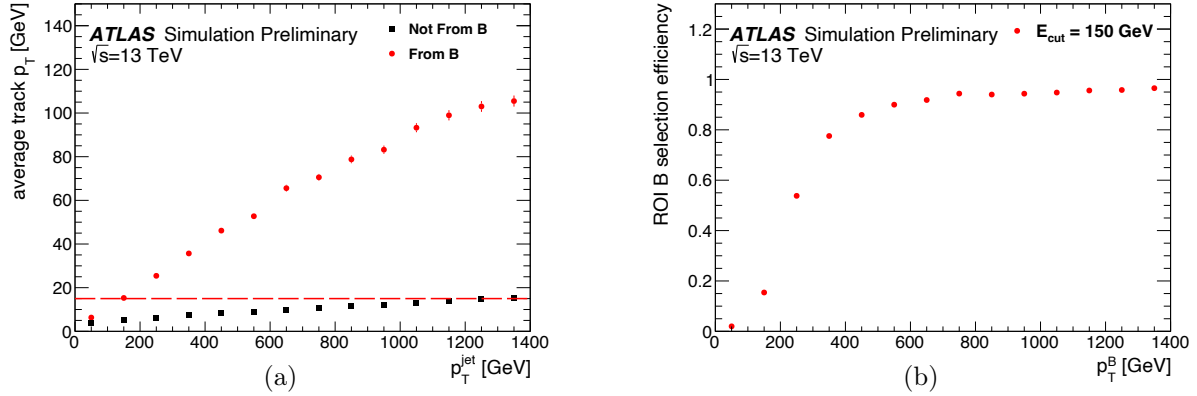 average track p_T [GeV]
140
120
100
80
60
40
20
0
ATLAS Simulation Preliminary
√s=13 TeV
Not From B
From B
0 200 400 600 800 1000 1200 1400
p_T^jet [GeV]
(a)
ROI B selection efficiency
1.2
1
0.8
0.6
0.4
0.2
0
ATLAS Simulation Preliminary
√s=13 TeV
E_cut = 150 GeV
0 200 400 600 800 1000 1200 1400
p_T^B [GeV]
(b)